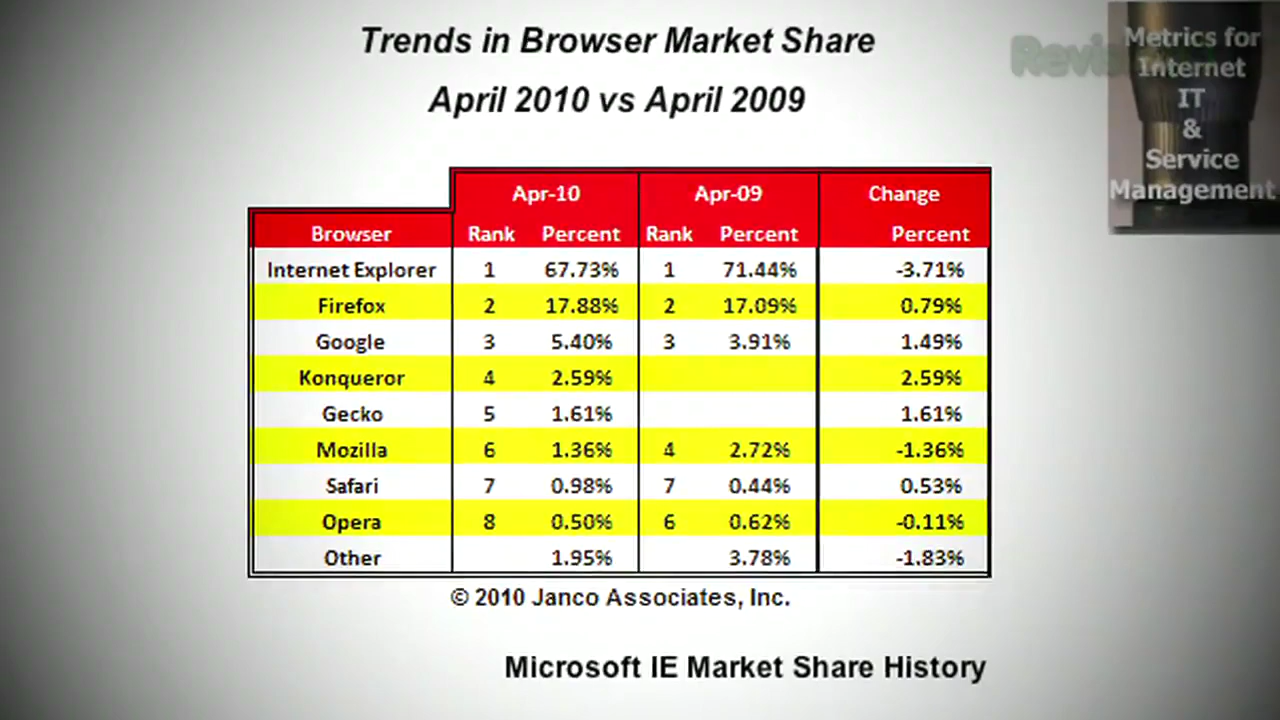 Trends in Browser Market Share
April 2010 vs April 2009
Metrics for
Internet
IT
&
Service
Management
Apr-10 Apr-09 Change
Browser Rank Percent Rank Percent Percent
Internet Explorer 1 67.73% 1 71.44% -3.71%
Firefox 2 17.88% 2 17.09% 0.79%
Google 3 5.40% 3 3.91% 1.49%
Konqueror 4 2.59% 2.59%
Gecko 5 1.61% 1.61%
Mozilla 6 1.36% 4 2.72% -1.36%
Safari 7 0.98% 7 0.44% 0.53%
Opera 8 0.50% 6 0.62% -0.11%
Other 1.95% 3.78% -1.83%
© 2010 Janco Associates, Inc.
Microsoft IE Market Share History